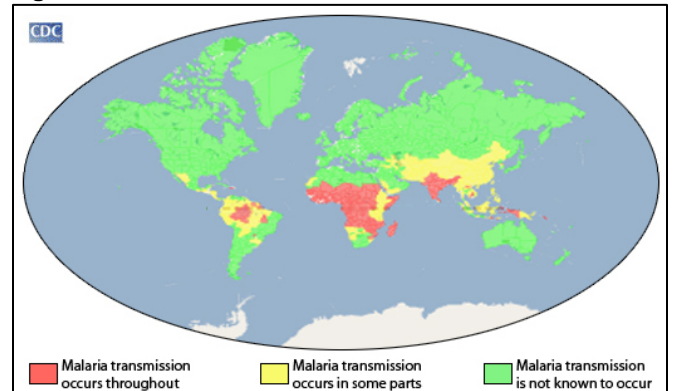 CDC
Malaria transmission
occurs throughout
Malaria transmission
occurs in some parts
Malaria transmission
is not known to occur